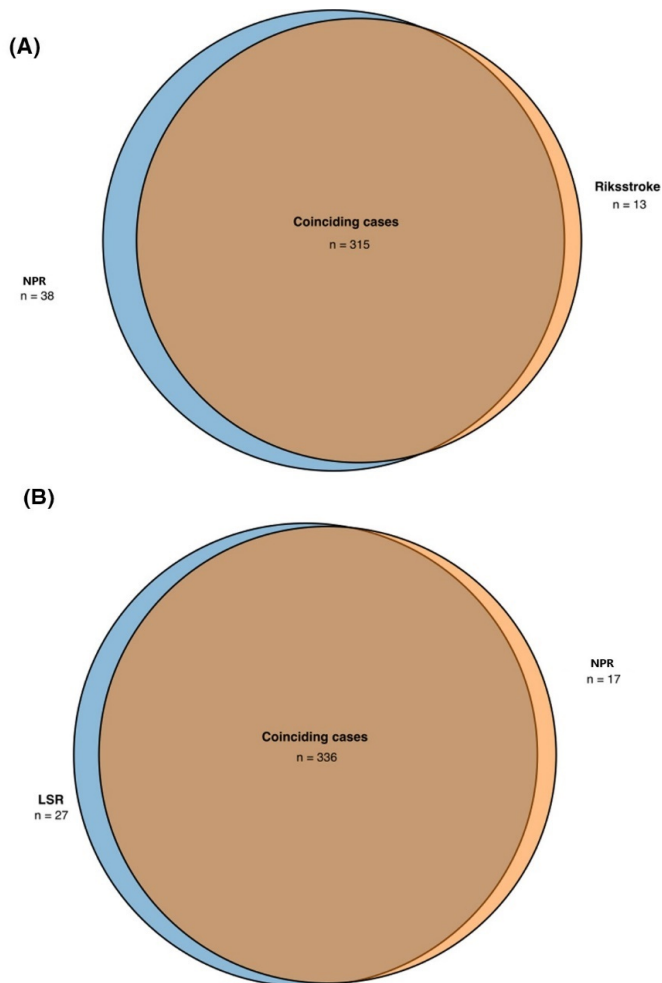 (A)
Riksstroke
n = 13
Coinciding cases
n = 315
NPR
n = 38
(B)
NPR
n = 17
Coinciding cases
n = 336
LSR
n = 27